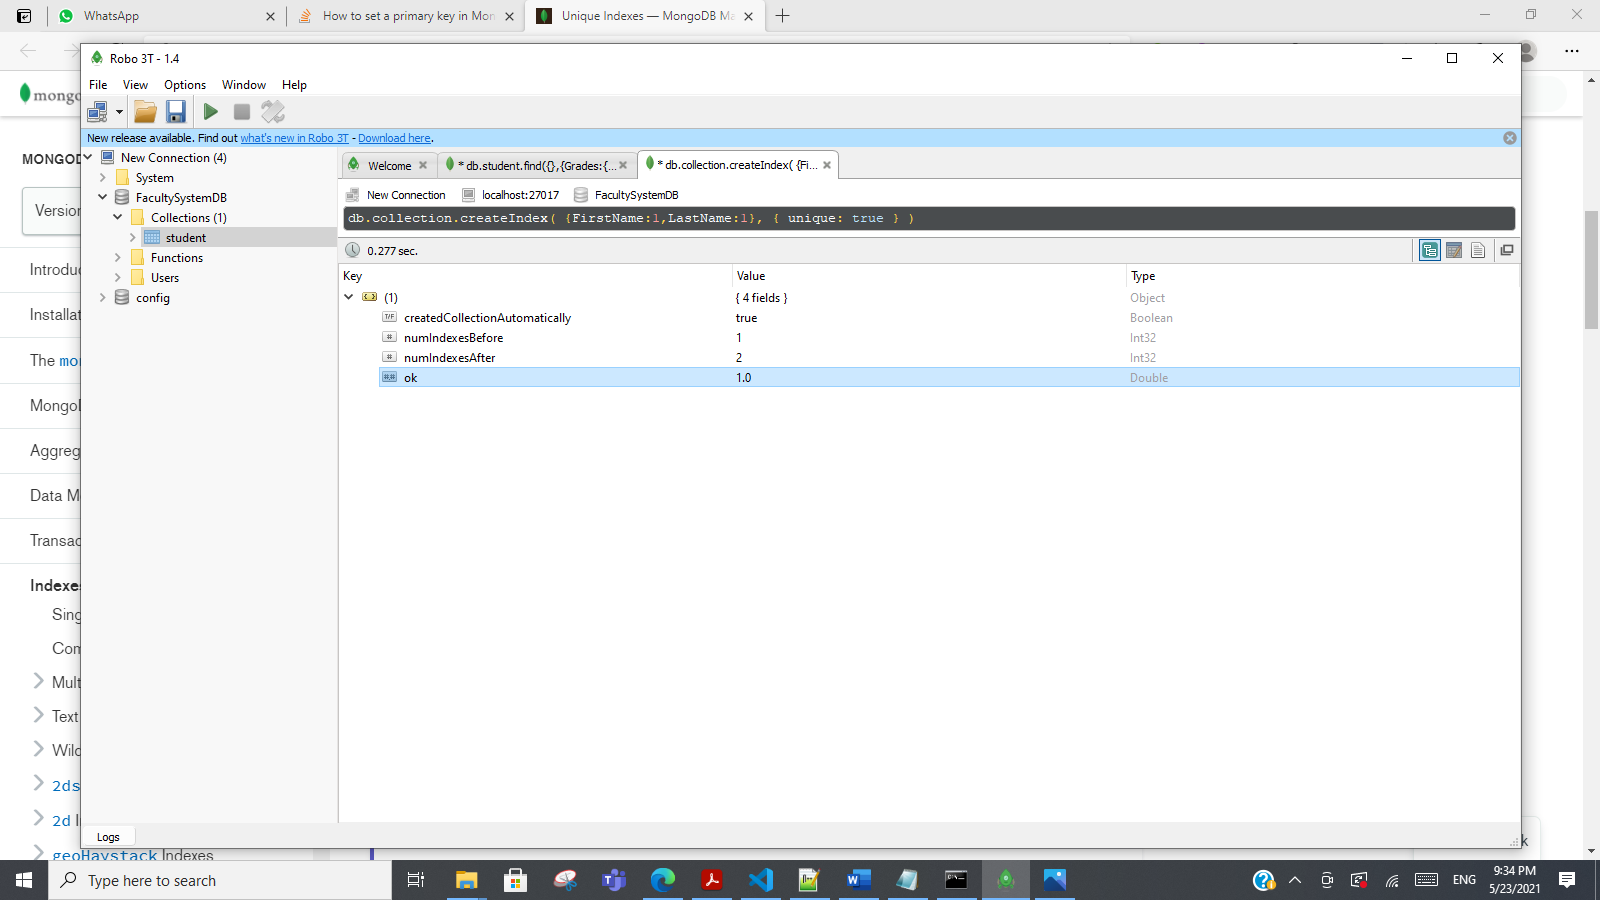 WhatsApp
How to set a primary key in Mon
Unique Indexes — MongoDB Ma
Robo 3T - 1.4
File View Options Window Help
New release available. Find out what's new in Robo 3T - Download here.
New Connection (4)
System
FacultySystemDB
Collections (1)
student
Functions
Users
config
Welcome
* db.student.find({},{Grades:{...
* db.collection.createIndex( {Fi...
New Connection localhost:27017 FacultySystemDB
db.collection.createIndex( {FirstName:1,LastName:1}, { unique: true } )
0.277 sec.
Key Value Type
(1) { 4 fields } Object
createdCollectionAutomatically true Boolean
numIndexesBefore 1 Int32
numIndexesAfter 2 Int32
ok 1.0 Double
Logs
mongo
MONGOD
Version
Introduc
Installat
The mon
MongoD
Aggreg
Data Mo
Transac
Indexes
Sing
Com
Mult
Text
Wild
2ds
2d I
geoHaystack Indexes
k
Type here to search
ENG
9:34 PM
5/23/2021